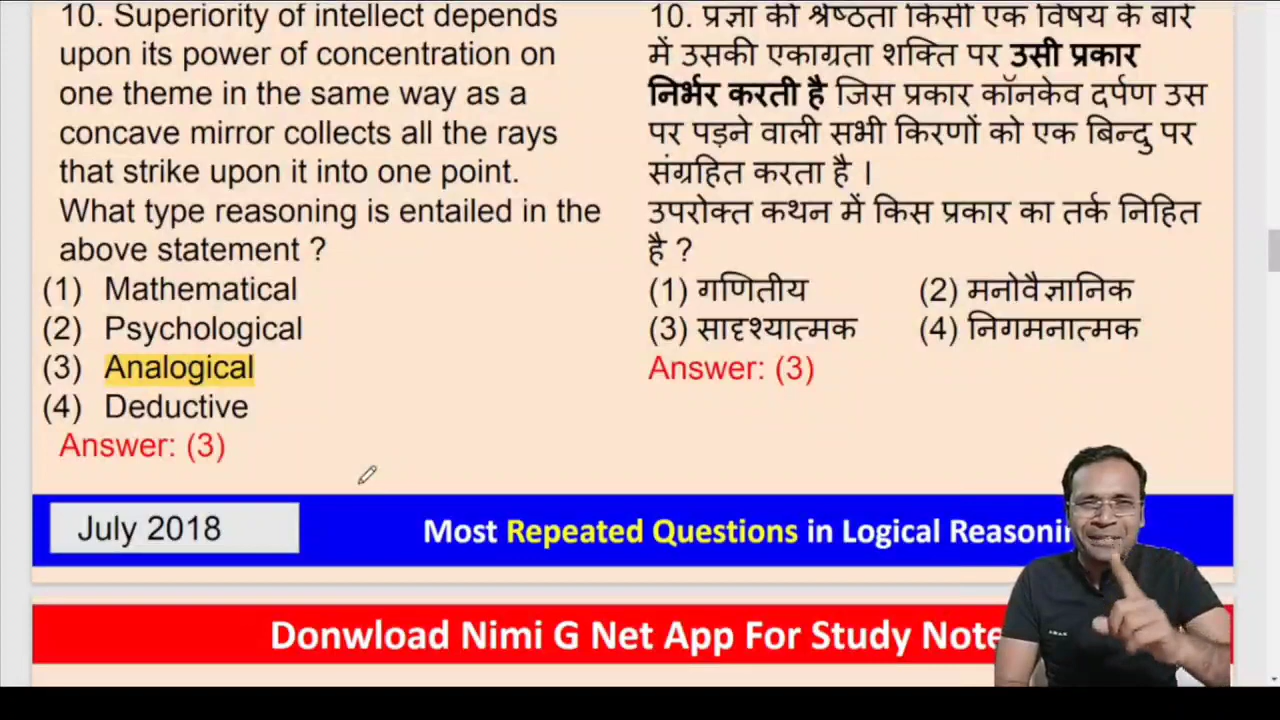 10. Superiority of intellect depends
upon its power of concentration on
one theme in the same way as a
concave mirror collects all the rays
that strike upon it into one point.
What type reasoning is entailed in the
above statement ?
(1) Mathematical
(2) Psychological
(3) Analogical
(4) Deductive
Answer: (3)
10. प्रज्ञा की श्रेष्ठता किसी एक विषय के बारे
में उसकी एकाग्रता शक्ति पर उसी प्रकार
निर्भर करती है जिस प्रकार कॉनकेव दर्पण उस
पर पड़ने वाली सभी किरणों को एक बिन्दु पर
संग्रहित करता है ।
उपरोक्त कथन में किस प्रकार का तर्क निहित
है ?
(1) गणितीय (2) मनोवैज्ञानिक
(3) सादृश्यात्मक (4) निगमनात्मक
Answer: (3)
July 2018
Most Repeated Questions in Logical Reasoni
Donwload Nimi G Net App For Study Note